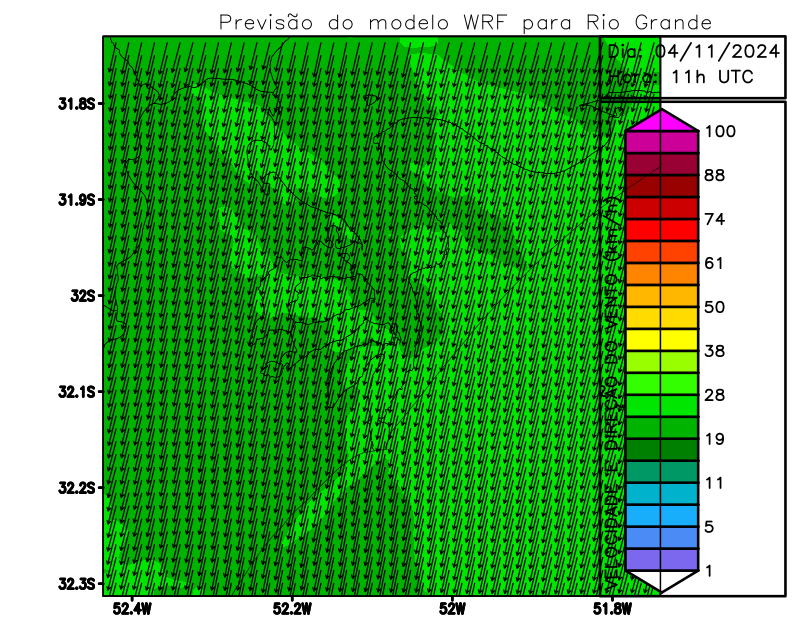 Previsão do modelo WRF para Rio Grande
Dia: 04/11/2024
Hora: 11h UTC
31.8S
31.9S
32S
32.1S
32.2S
32.3S
52.4W
52.2W
52W
51.8W
VELOCIDADE E DIREÇÃO DO VENTO (km/h)
100
88
74
61
50
38
28
19
11
5
1